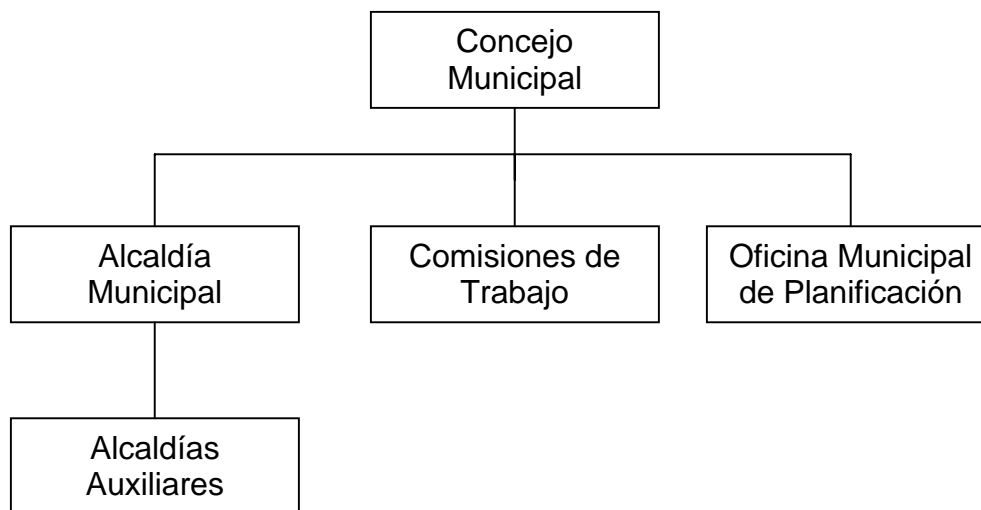 Concejo
Municipal
Alcaldía
Municipal
Comisiones de
Trabajo
Oficina Municipal
de Planificación
Alcaldías
Auxiliares